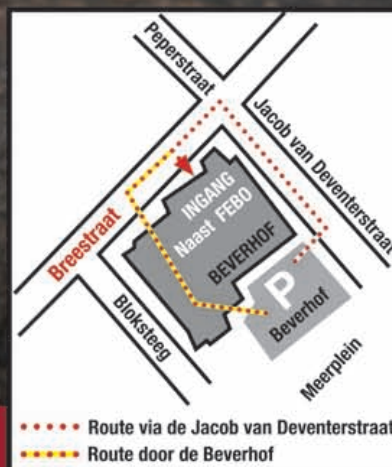 Peperstraat
Jacob van Deventerstraat
Breestraat
INGANG
Naast FEBO
BEVERHOF
P
Beverhof
Bloksteeg
Meerplein
Route via de Jacob van Deventerstraat
Route door de Beverhof